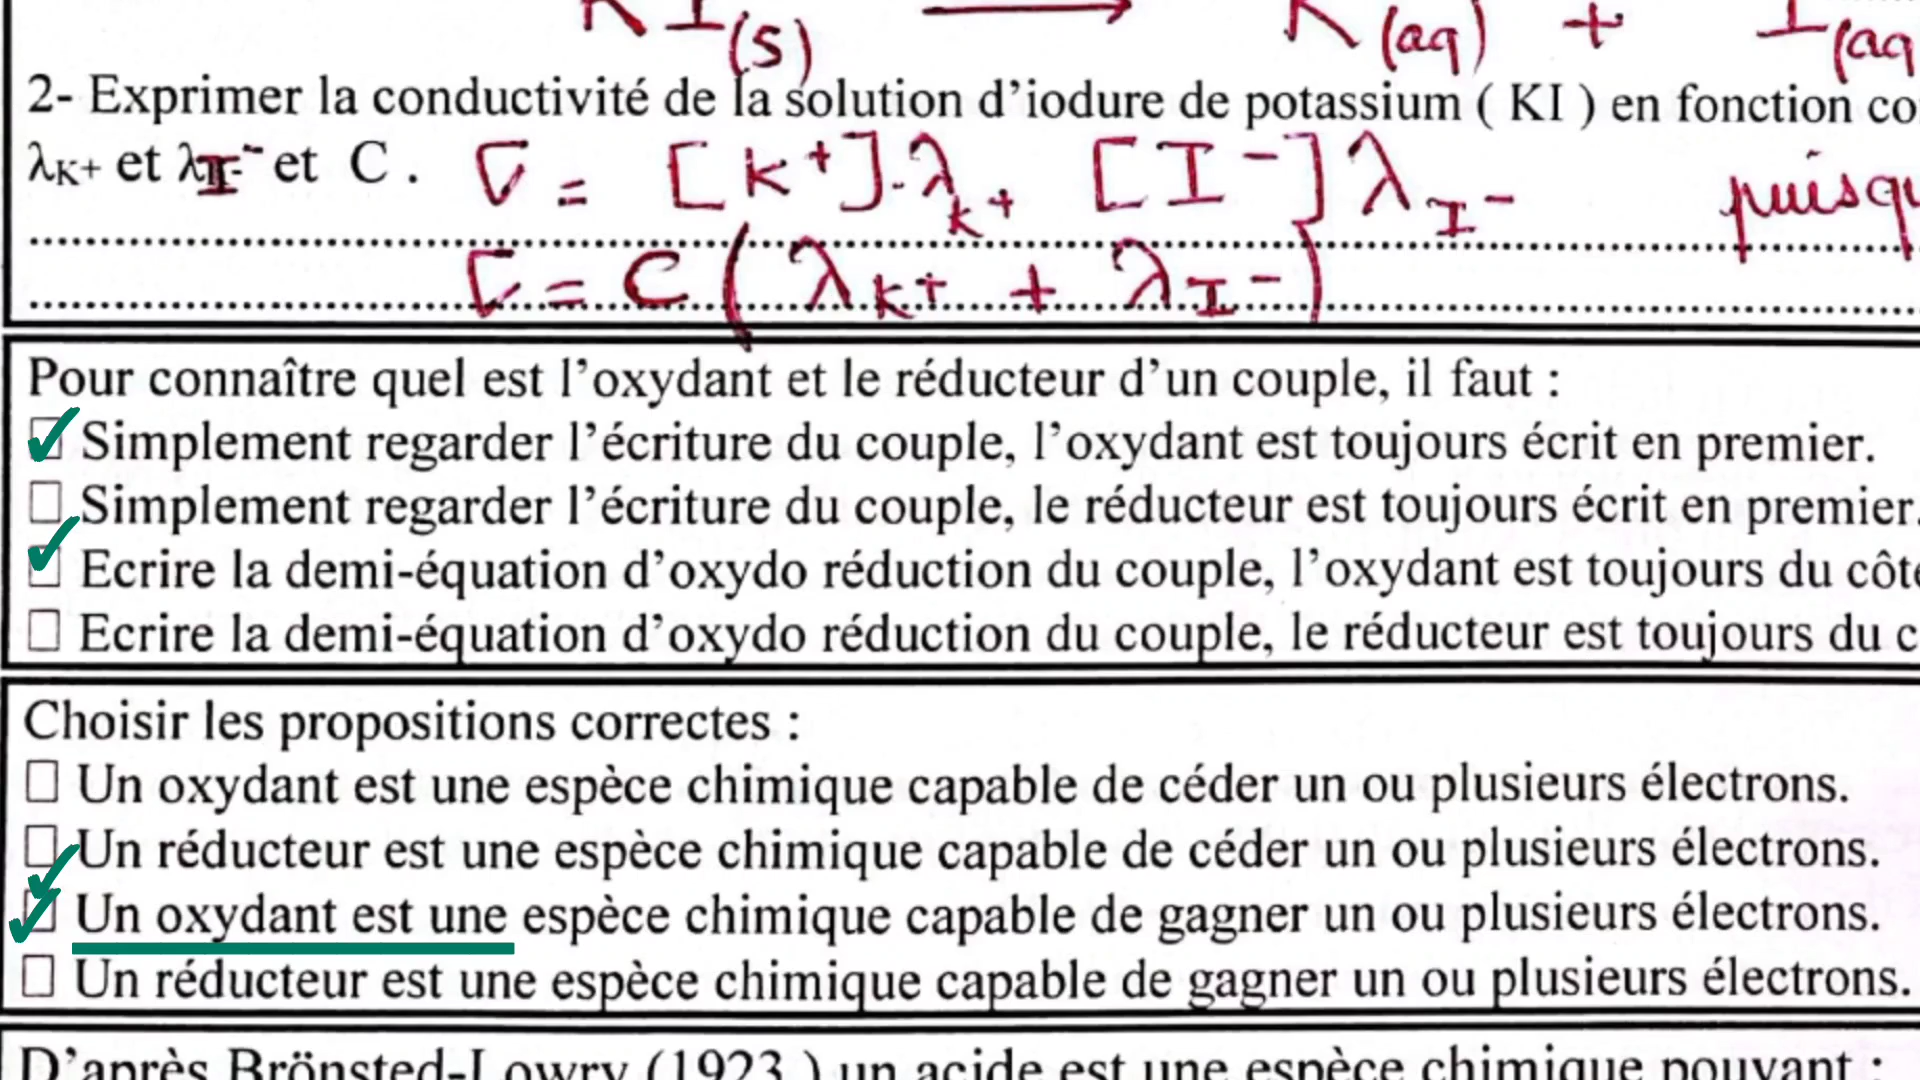 KI(s) → K(aq) + I(aq
2- Exprimer la conductivité de la solution d'iodure de potassium ( KI ) en fonction co
λK+ et λI- et C . σ = [K+].λK+ [I-] λI- puisqu
σ = C ( λK+ + λI- )
Pour connaître quel est l'oxydant et le réducteur d'un couple, il faut :
✓ Simplement regarder l'écriture du couple, l'oxydant est toujours écrit en premier.
□ Simplement regarder l'écriture du couple, le réducteur est toujours écrit en premier.
✓ Ecrire la demi-équation d'oxydo réduction du couple, l'oxydant est toujours du côté
□ Ecrire la demi-équation d'oxydo réduction du couple, le réducteur est toujours du c
Choisir les propositions correctes :
□ Un oxydant est une espèce chimique capable de céder un ou plusieurs électrons.
✓ Un réducteur est une espèce chimique capable de céder un ou plusieurs électrons.
✓ Un oxydant est une espèce chimique capable de gagner un ou plusieurs électrons.
□ Un réducteur est une espèce chimique capable de gagner un ou plusieurs électrons.
D'après Brönsted-Lowry (1923 ) un acide est une espèce chimique pouvant :